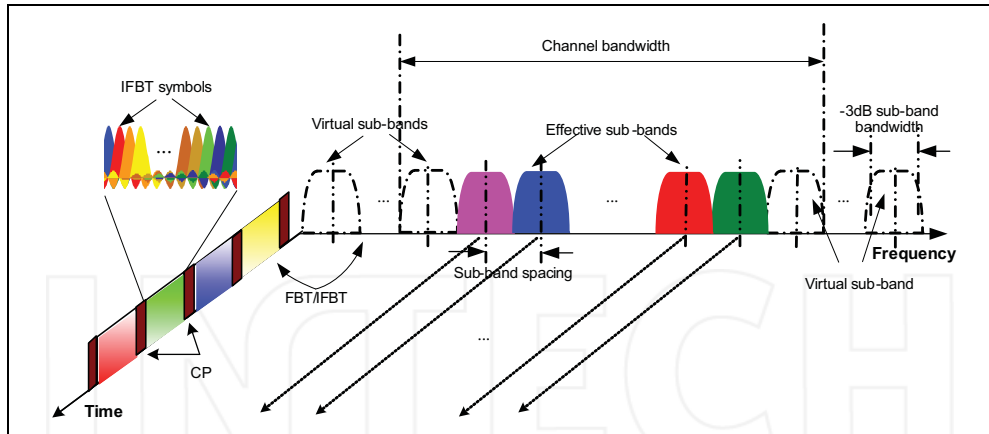 Channel bandwidth
IFBT symbols
-3dB sub-band
bandwidth
Virtual sub-bands
Effective sub-bands
...
...
...
...
Frequency
Sub-band spacing
Virtual sub-band
FBT/IFBT
...
CP
Time
INTECH